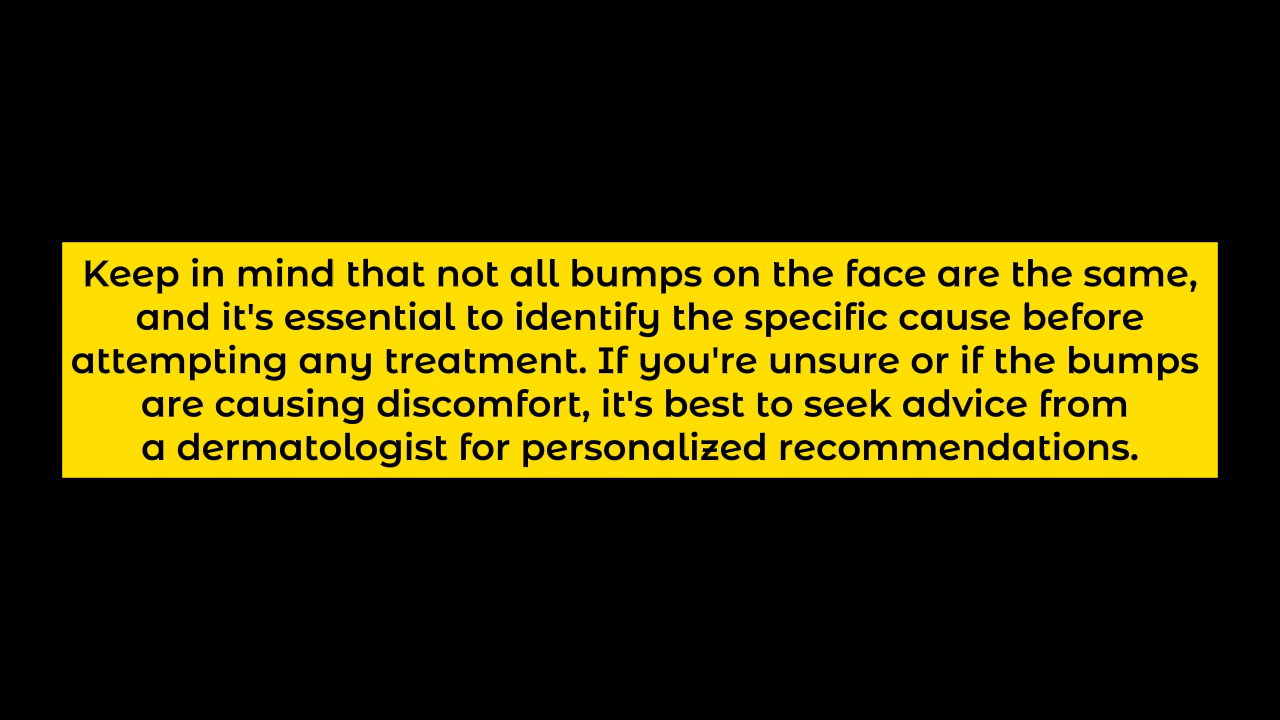 Keep in mind that not all bumps on the face are the same,
and it's essential to identify the specific cause before
attempting any treatment. If you're unsure or if the bumps
are causing discomfort, it's best to seek advice from
a dermatologist for personalized recommendations.